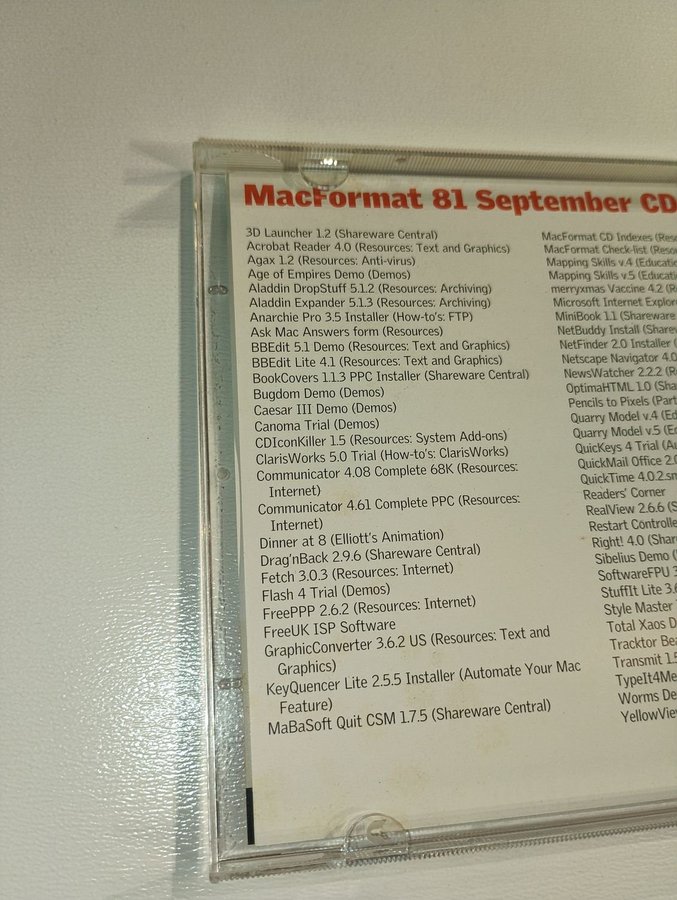 MacFormat 81 September CD
3D Launcher 1.2 (Shareware Central)
Acrobat Reader 4.0 (Resources: Text and Graphics)
Agax 1.2 (Resources: Anti-virus)
Age of Empires Demo (Demos)
Aladdin DropStuff 5.1.2 (Resources: Archiving)
Aladdin Expander 5.1.3 (Resources: Archiving)
Anarchie Pro 3.5 Installer (How-to's: FTP)
Ask Mac Answers form (Resources)
BBEdit 5.1 Demo (Resources: Text and Graphics)
BBEdit Lite 4.1 (Resources: Text and Graphics)
BookCovers 1.1.3 PPC Installer (Shareware Central)
Bugdom Demo (Demos)
Caesar III Demo (Demos)
Canoma Trial (Demos)
CDIconKiller 1.5 (Resources: System Add-ons)
ClarisWorks 5.0 Trial (How-to's: ClarisWorks)
Communicator 4.08 Complete 68K (Resources:
Internet)
Communicator 4.61 Complete PPC (Resources:
Internet)
Dinner at 8 (Elliott's Animation)
Drag'nBack 2.9.6 (Shareware Central)
Fetch 3.0.3 (Resources: Internet)
Flash 4 Trial (Demos)
FreePPP 2.6.2 (Resources: Internet)
FreeUK ISP Software
GraphicConverter 3.6.2 US (Resources: Text and
Graphics)
KeyQuencer Lite 2.5.5 Installer (Automate Your Mac
Feature)
MaBaSoft Quit CSM 1.7.5 (Shareware Central)
MacFormat CD Indexes
MacFormat Check-list
Mapping Skills v.4
Mapping Skills v.5
merryxmas Vaccine 4.2
Microsoft Internet
MiniBook 1.1 (Shareware
NetBuddy Install
NetFinder 2.0 Installer
Netscape Navigator 4.0
NewsWatcher 2.2.2
OptimaHTML 1.0
Pencils to Pixels
Quarry Model v.4
Quarry Model v.5
QuicKeys 4 Trial
QuickMail Office
QuickTime
Readers' Corner
RealView 2.6.6
Restart
Right! 4.0
Sibelius Demo
SoftwareFPU
StuffIt Lite
Style Master
Total Xaos
Tracktor
Transmit
TypeIt4Me
Worms